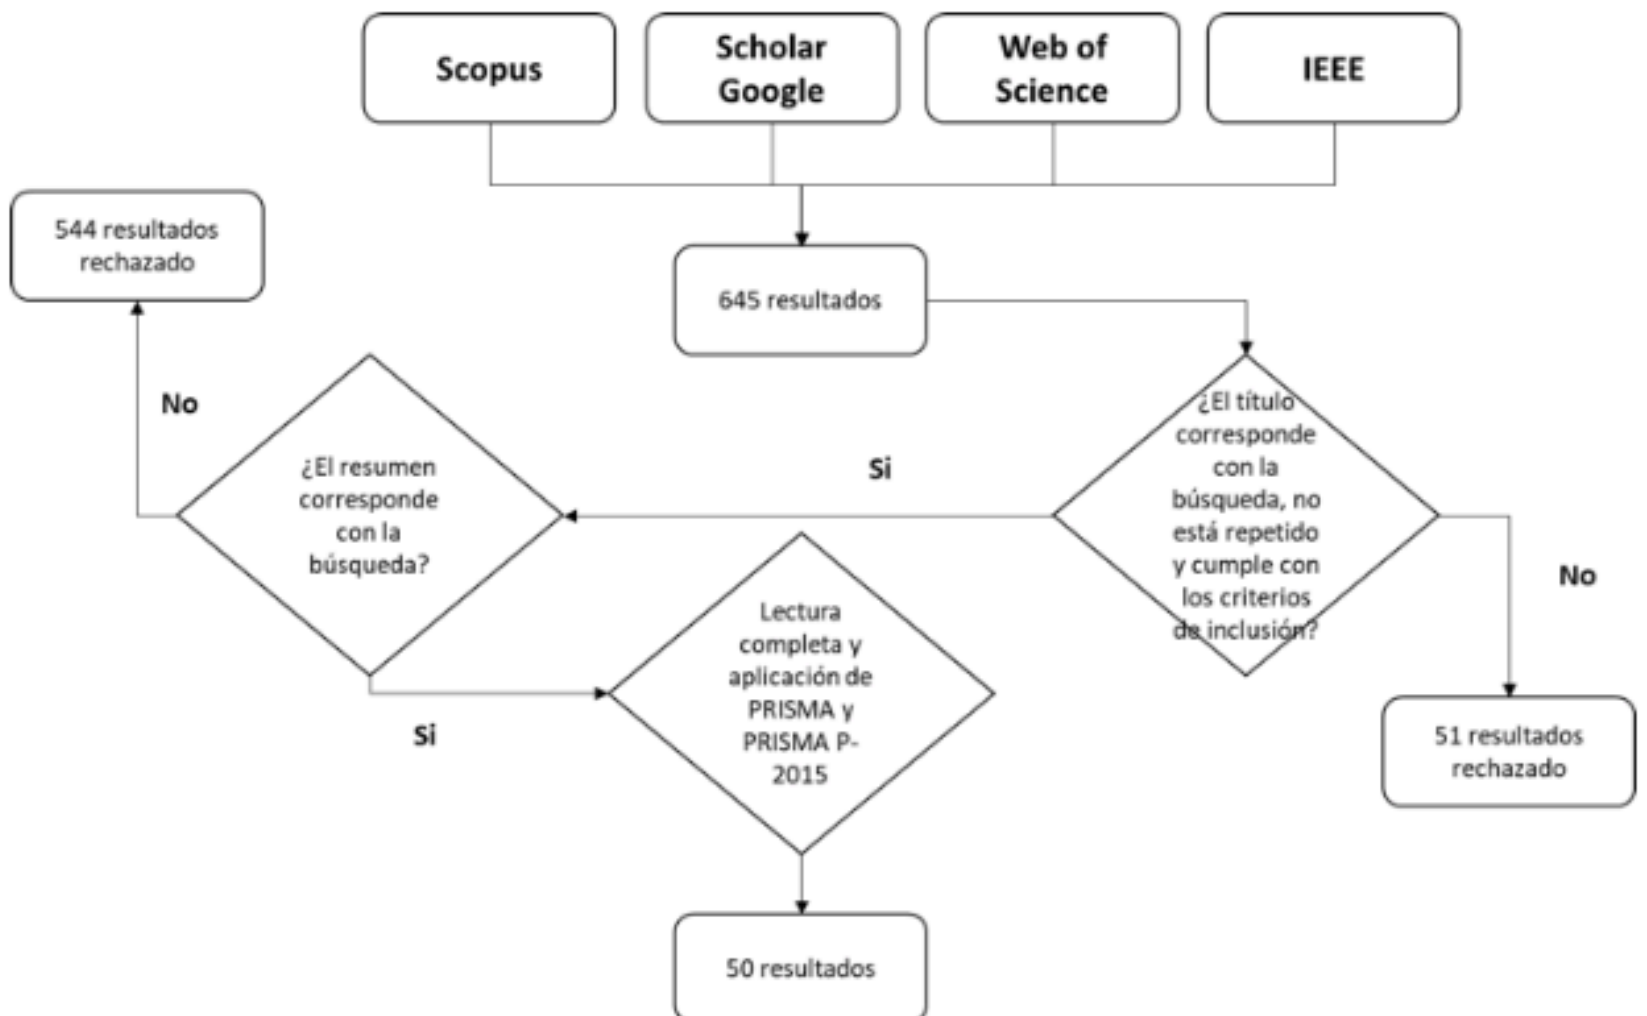 Scopus
Scholar
Google
Web of
Science
IEEE
544 resultados
rechazado
645 resultados
No
¿El resumen
corresponde
con la
búsqueda?
Si
¿El título
corresponde
con la
búsqueda, no
está repetido
y cumple con
los criterios
de inclusión?
No
Lectura
completa y
aplicación de
PRISMA y
PRISMA P-
2015
Si
51 resultados
rechazado
50 resultados